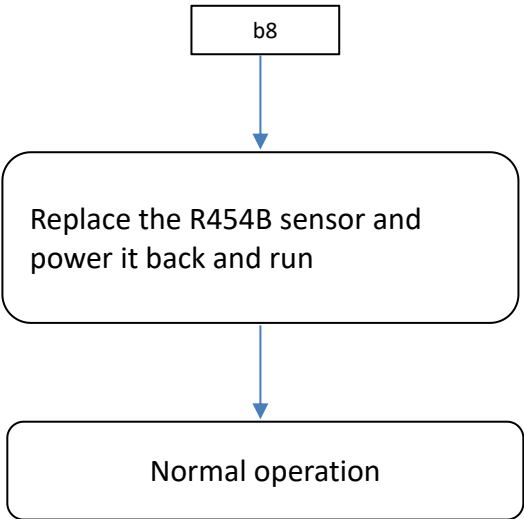 b8
Replace the R454B sensor and
power it back and run
Normal operation